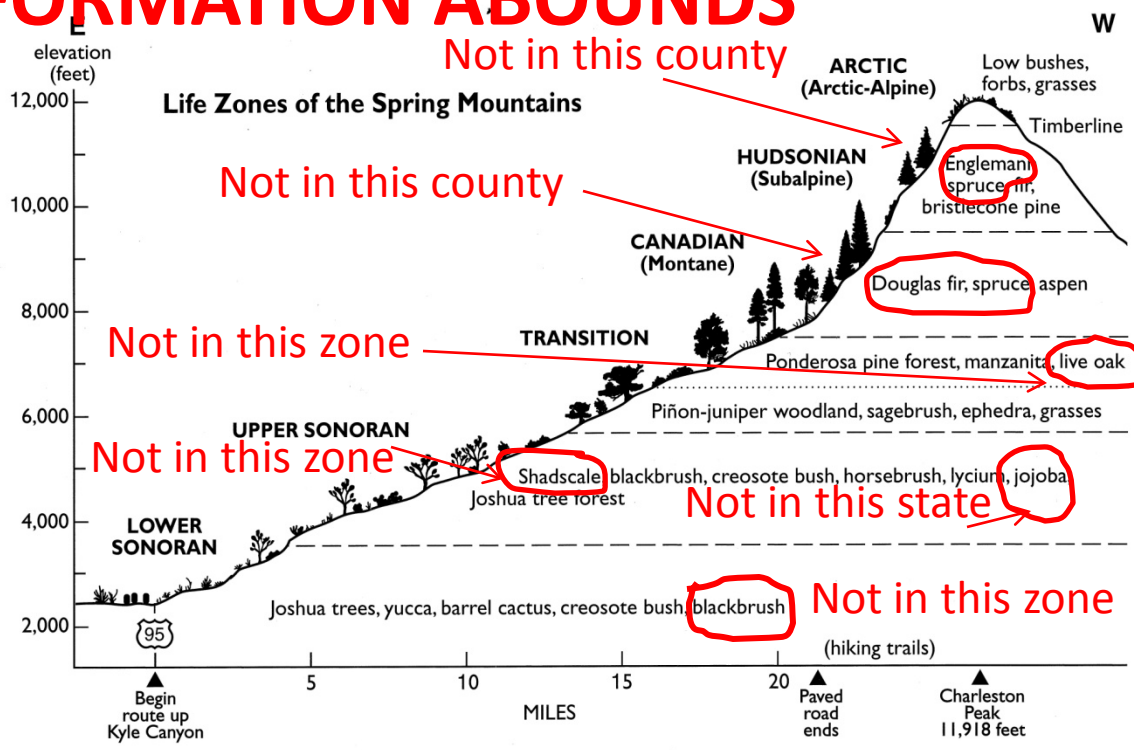 FORMATION ABOUNDS
E
W
elevation
(feet)
Not in this county
ARCTIC
(Arctic-Alpine)
Low bushes,
forbs, grasses
12,000
Life Zones of the Spring Mountains
Timberline
HUDSONIAN
(Subalpine)
Englemann
spruce fir,
bristlecone pine
Not in this county
10,000
CANADIAN
(Montane)
Douglas fir, spruce, aspen
8,000
TRANSITION
Not in this zone
Ponderosa pine forest, manzanita, live oak
Piñon-juniper woodland, sagebrush, ephedra, grasses
6,000
UPPER SONORAN
Not in this zone
Shadscale, blackbrush, creosote bush, horsebrush, lycium, jojoba
Joshua tree forest
Not in this state
4,000
LOWER
SONORAN
Joshua trees, yucca, barrel cactus, creosote bush, blackbrush
Not in this zone
2,000
95
(hiking trails)
5
10
15
20
Begin
route up
Kyle Canyon
MILES
Paved
road
ends
Charleston
Peak
11,918 feet